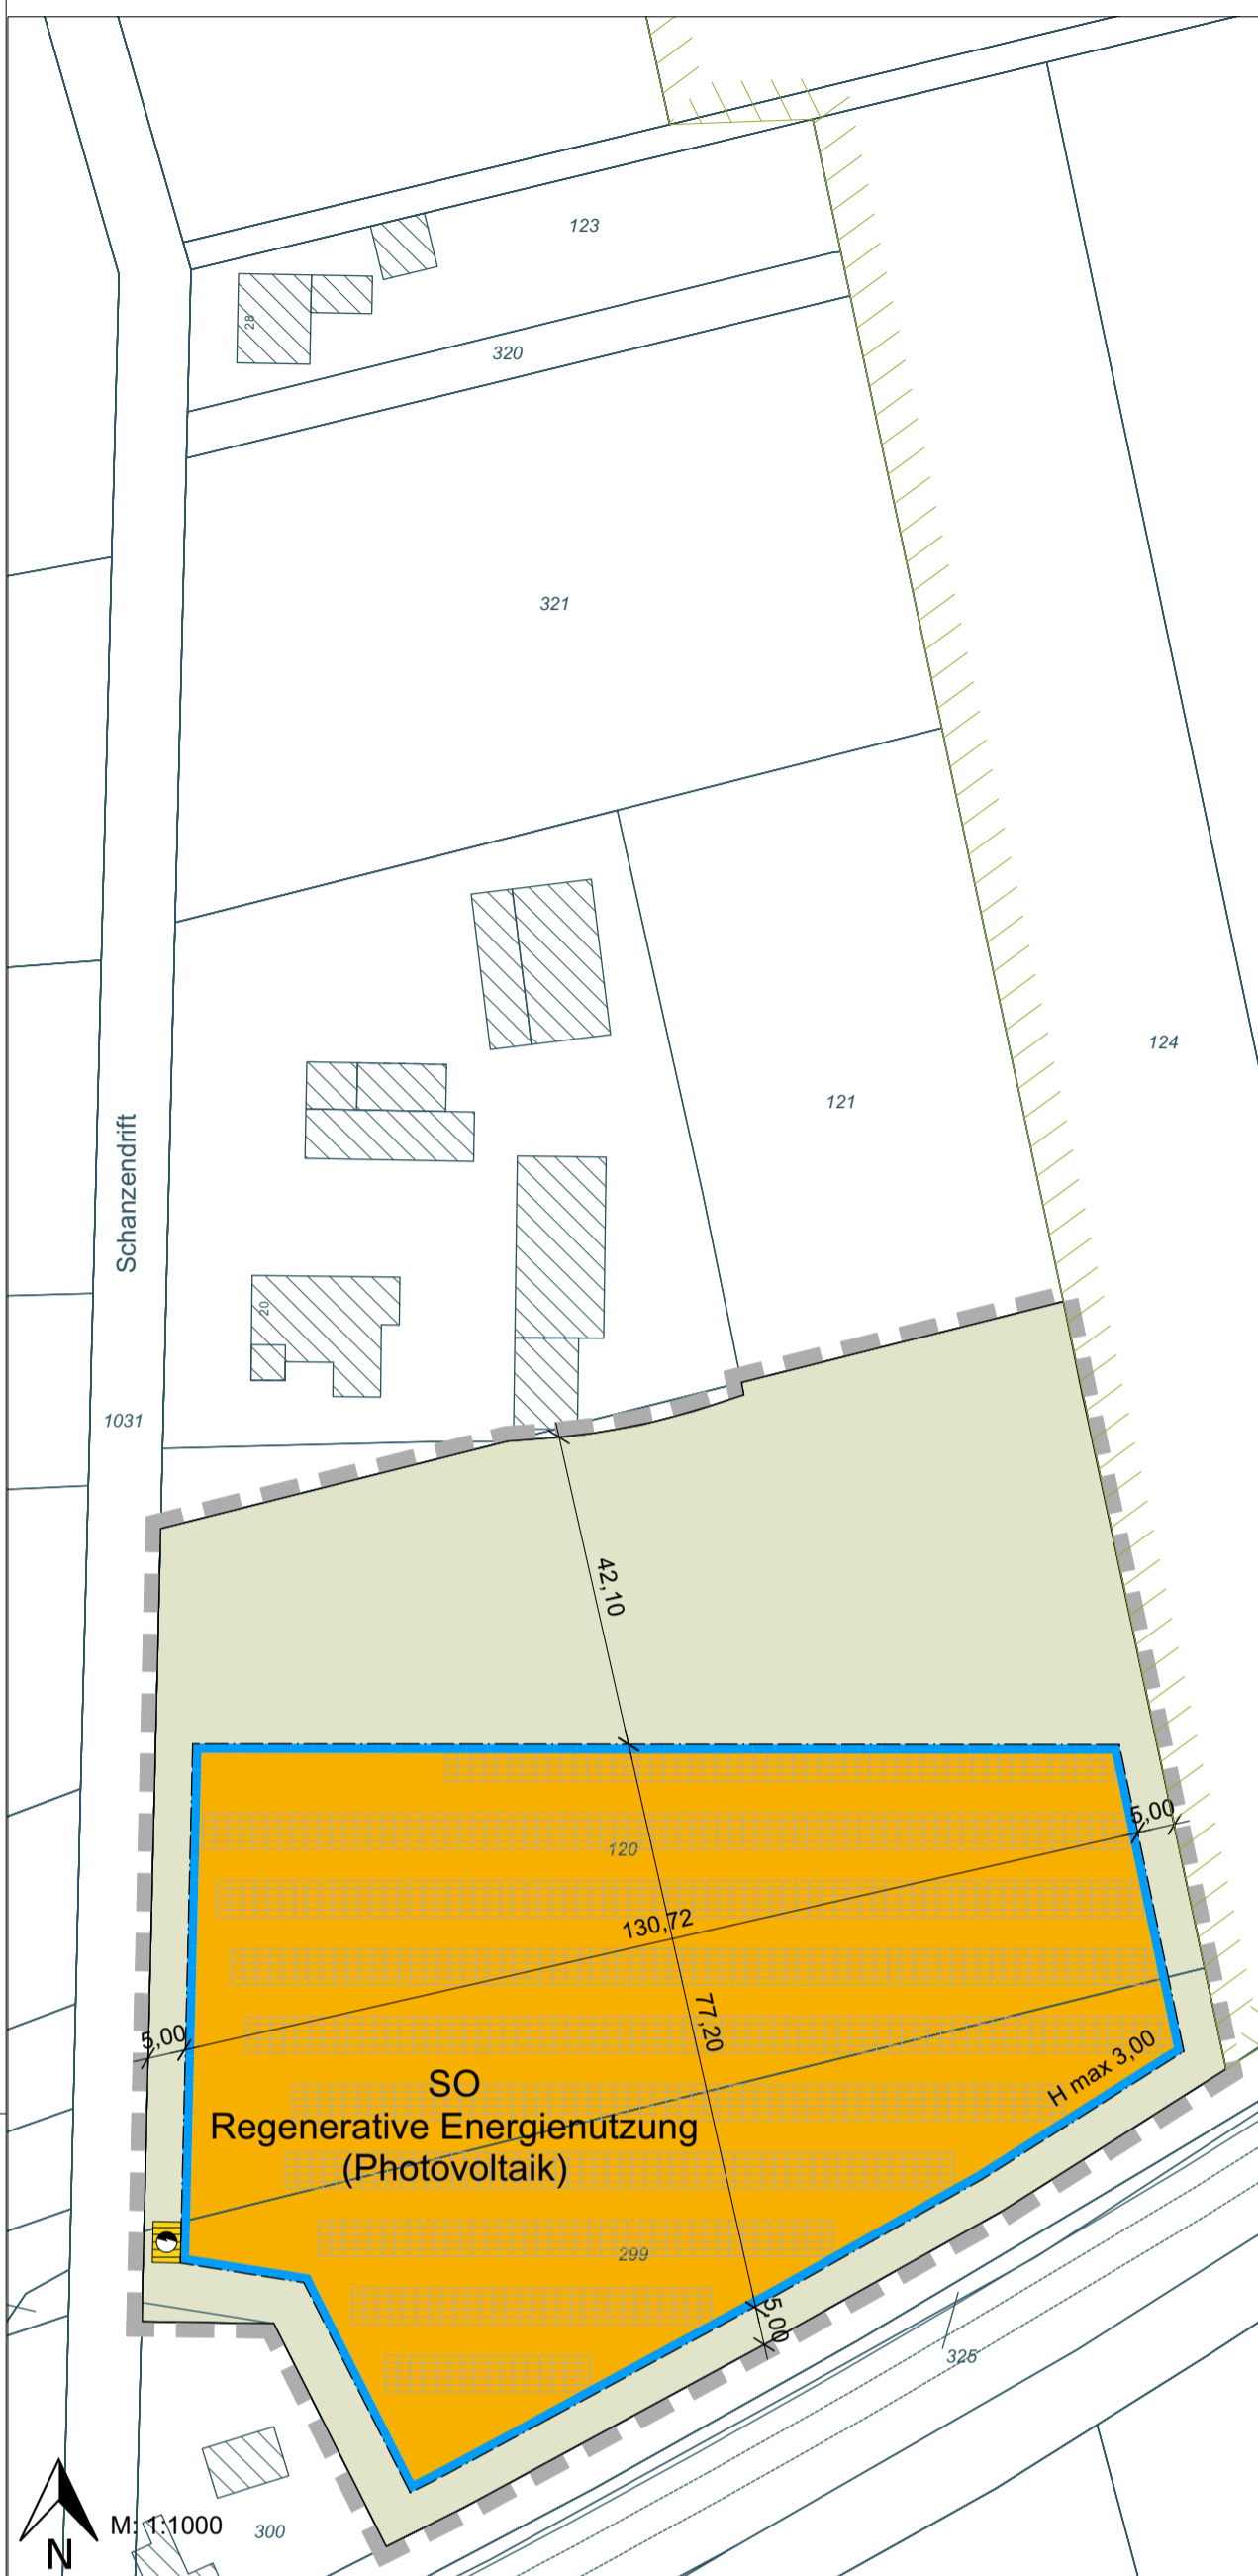 123
28
320
321
124
121
Schanzendrift
20
1031
42,10
5,00
120
130,72
77,20
5,00
H max 3,00
SO
Regenerative Energienutzung
(Photovoltaik)
299
5,00
325
M: 1:1000
300
N